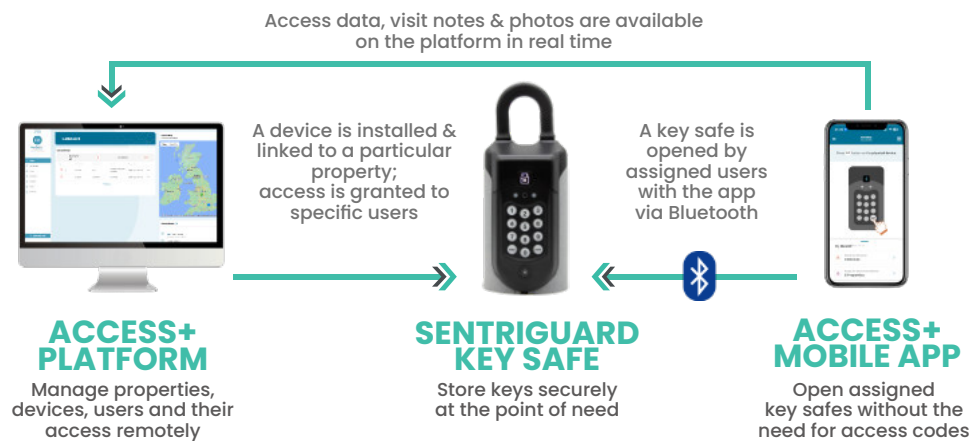 Access data, visit notes & photos are available
on the platform in real time
A device is installed &
linked to a particular
property;
access is granted to
specific users
A key safe is
opened by
assigned users
with the app
via Bluetooth
ACCESS+
PLATFORM
Manage properties,
devices, users and their
access remotely
SENTRIGUARD
KEY SAFE
Store keys securely
at the point of need
ACCESS+
MOBILE APP
Open assigned
key safes without the
need for access codes